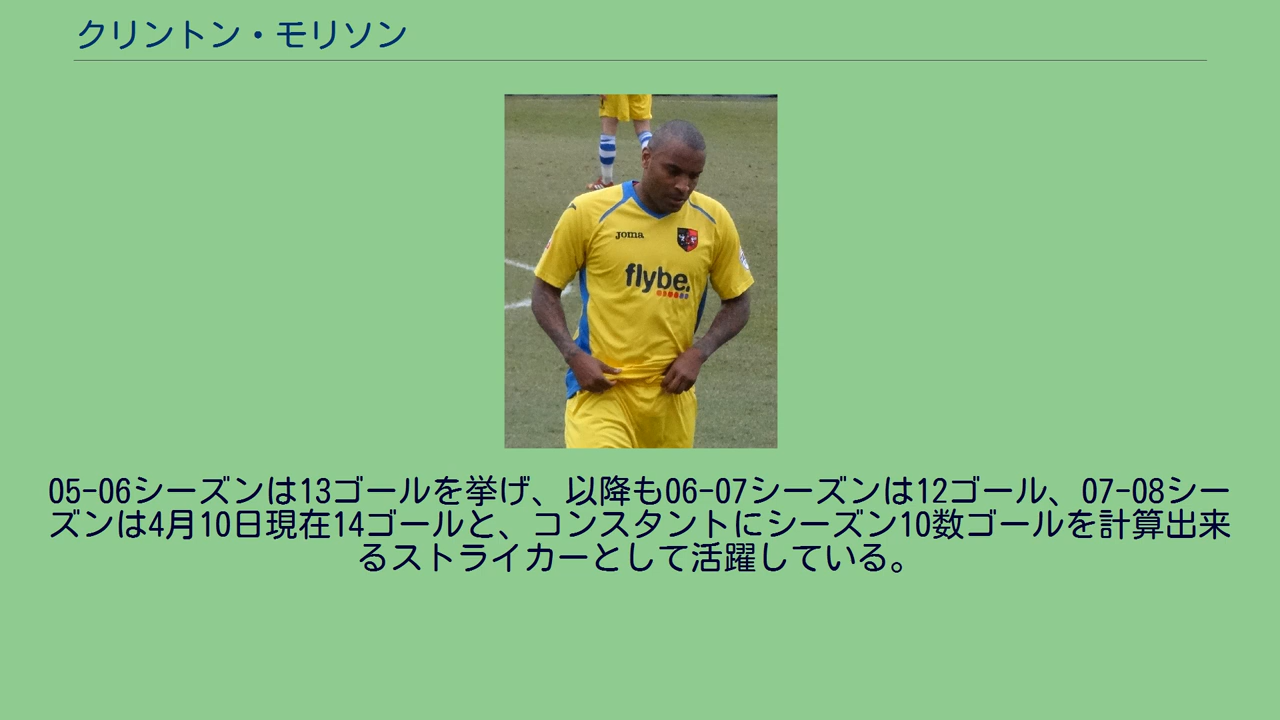 クリントン・モリソン
joma
flybe.
05-06シーズンは13ゴールを挙げ、以降も06-07シーズンは12ゴール、07-08シー
ズンは4月10日現在14ゴールと、コンスタントにシーズン10数ゴールを計算出来
るストライカーとして活躍している。